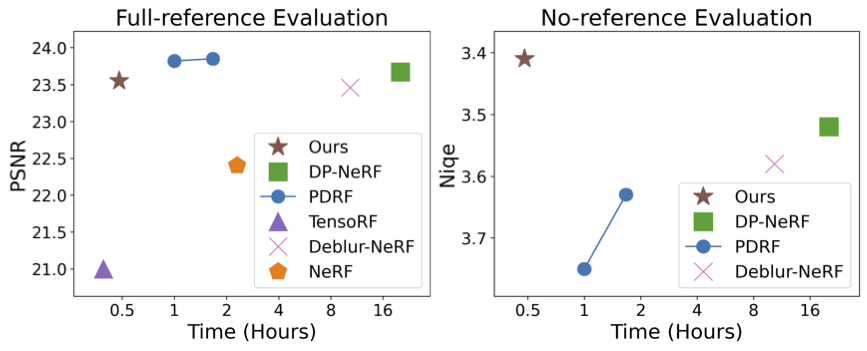 Full-reference Evaluation
PSNR
24.0
23.5
23.0
22.5
22.0
21.5
21.0
Ours
DP-NeRF
PDRF
TensoRF
Deblur-NeRF
NeRF
0.5 1 2 4 8 16
Time (Hours)
No-reference Evaluation
Niqe
3.4
3.5
3.6
3.7
Ours
DP-NeRF
PDRF
Deblur-NeRF
0.5 1 2 4 8 16
Time (Hours)